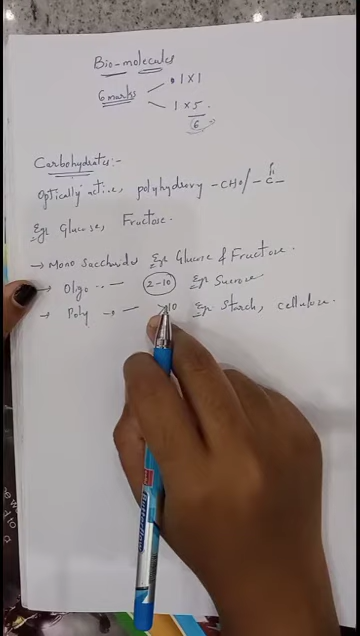 Bio-molecules
6 marks
1 x 1
1 x 5
6
Carbohydrates :-
Optically active, polyhydroxy -CHO/ -C-
Eg: Glucose, Fructose.
→ Mono Saccharides Eg: Glucose & Fructose.
→ Oligo -"- — 2-10 Eg: Sucrose
→ Poly -"- — >10 Eg: Starch, cellulose.